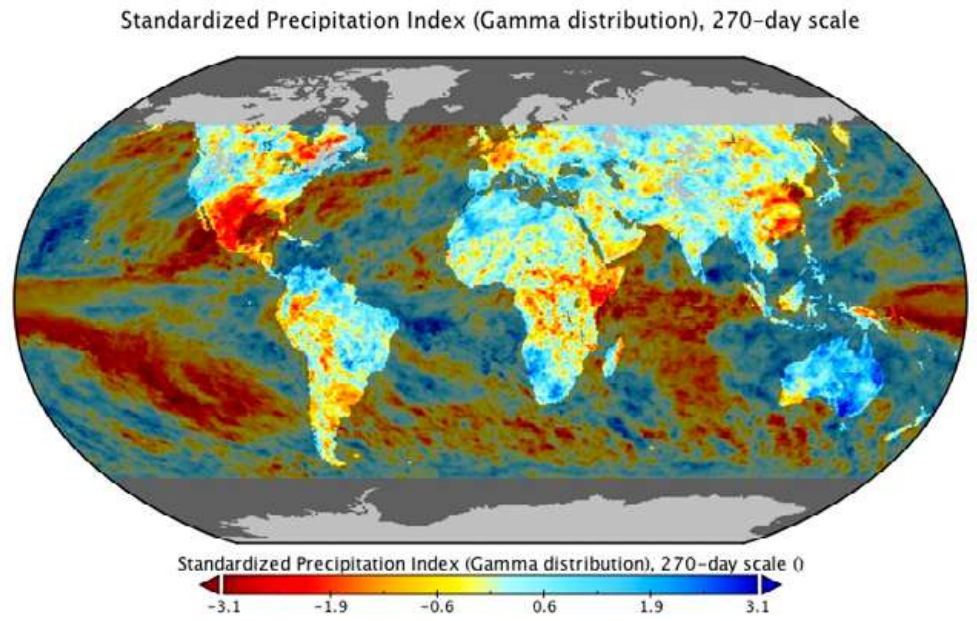 Standardized Precipitation Index (Gamma distribution), 270-day scale
Standardized Precipitation Index (Gamma distribution), 270-day scale ()
-3.1 -1.9 -0.6 0.6 1.9 3.1